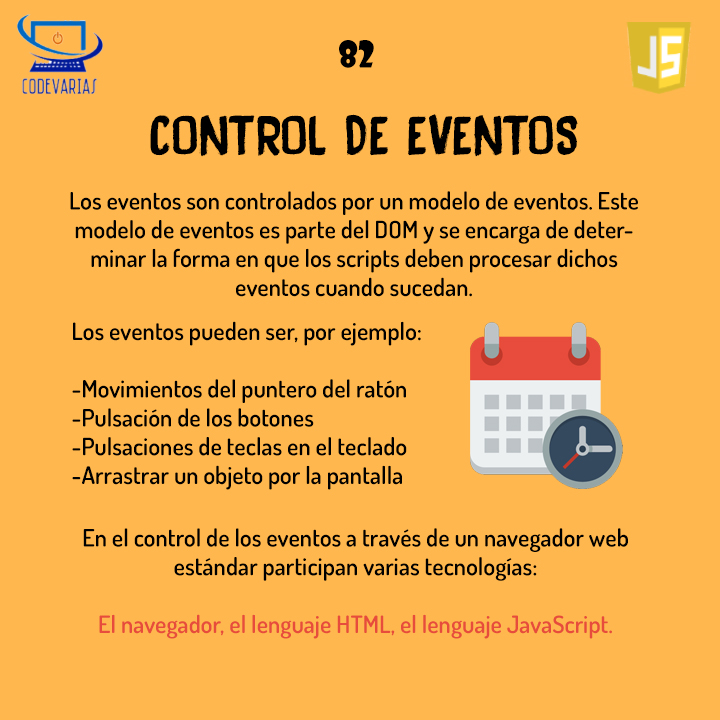 CODEVARIAS
82
JS
CONTROL DE EVENTOS
Los eventos son controlados por un modelo de eventos. Este
modelo de eventos es parte del DOM y se encarga de deter-
minar la forma en que los scripts deben procesar dichos
eventos cuando sucedan.
Los eventos pueden ser, por ejemplo:
-Movimientos del puntero del ratón
-Pulsación de los botones
-Pulsaciones de teclas en el teclado
-Arrastrar un objeto por la pantalla
En el control de los eventos a través de un navegador web
estándar participan varias tecnologías:
El navegador, el lenguaje HTML, el lenguaje JavaScript.